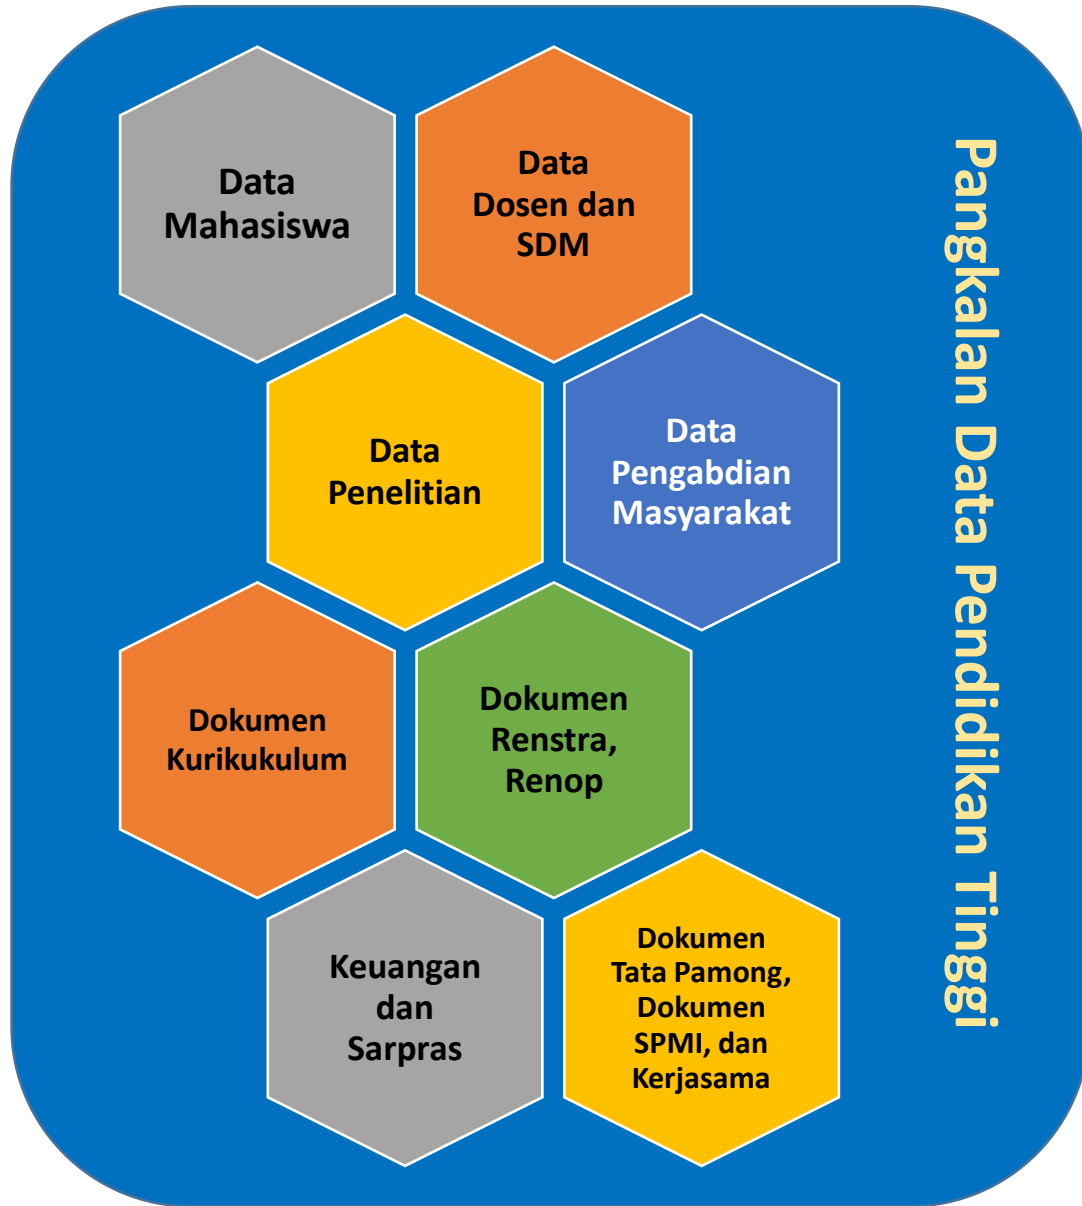 Data
Mahasiswa
Data
Dosen dan
SDM
Data
Penelitian
Data
Pengabdian
Masyarakat
Dokumen
Kurikukulum
Dokumen
Renstra,
Renop
Keuangan
dan
Sarpras
Dokumen
Tata Pamong,
Dokumen
SPMI, dan
Kerjasama
Pangkalan Data Pendidikan Tinggi